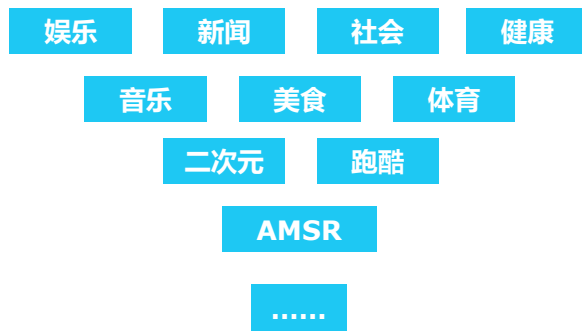 娱乐 新闻 社会 健康
音乐 美食 体育
二次元 跑酷
AMSR
......